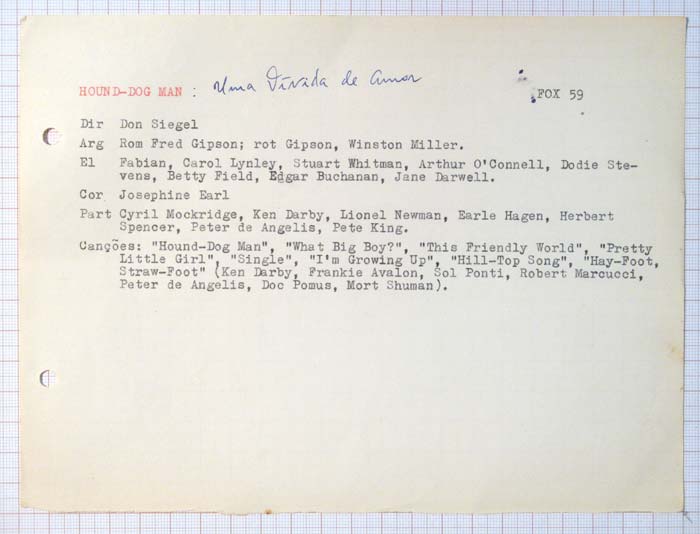 HOUND-DOG MAN : Uma Dívida de Amor FOX 59
Dir Don Siegel
Arg Rom Fred Gipson; rot Gipson, Winston Miller.
El Fabian, Carol Lynley, Stuart Whitman, Arthur O'Connell, Dodie Ste-
vens, Betty Field, Edgar Buchanan, Jane Darwell.
Cor Josephine Earl
Part Cyril Mockridge, Ken Darby, Lionel Newman, Earle Hagen, Herbert
Spencer, Peter de Angelis, Pete King.
Canções: "Hound-Dog Man", "What Big Boy?", "This Friendly World", "Pretty
Little Girl", "Single", "I'm Growing Up", "Hill-Top Song", "Hay-Foot,
Straw-Foot" (Ken Darby, Frankie Avalon, Sol Ponti, Robert Marcucci,
Peter de Angelis, Doc Pomus, Mort Shuman).